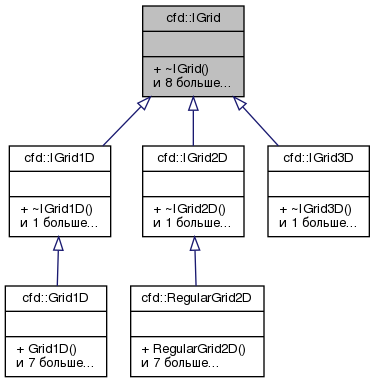 cfd::IGrid
+ ~IGrid()
и 8 больше...
cfd::IGrid1D
+ ~IGrid1D()
и 1 больше...
cfd::IGrid2D
+ ~IGrid2D()
и 1 больше...
cfd::IGrid3D
+ ~IGrid3D()
и 1 больше...
cfd::Grid1D
+ Grid1D()
и 7 больше...
cfd::RegularGrid2D
+ RegularGrid2D()
и 7 больше...